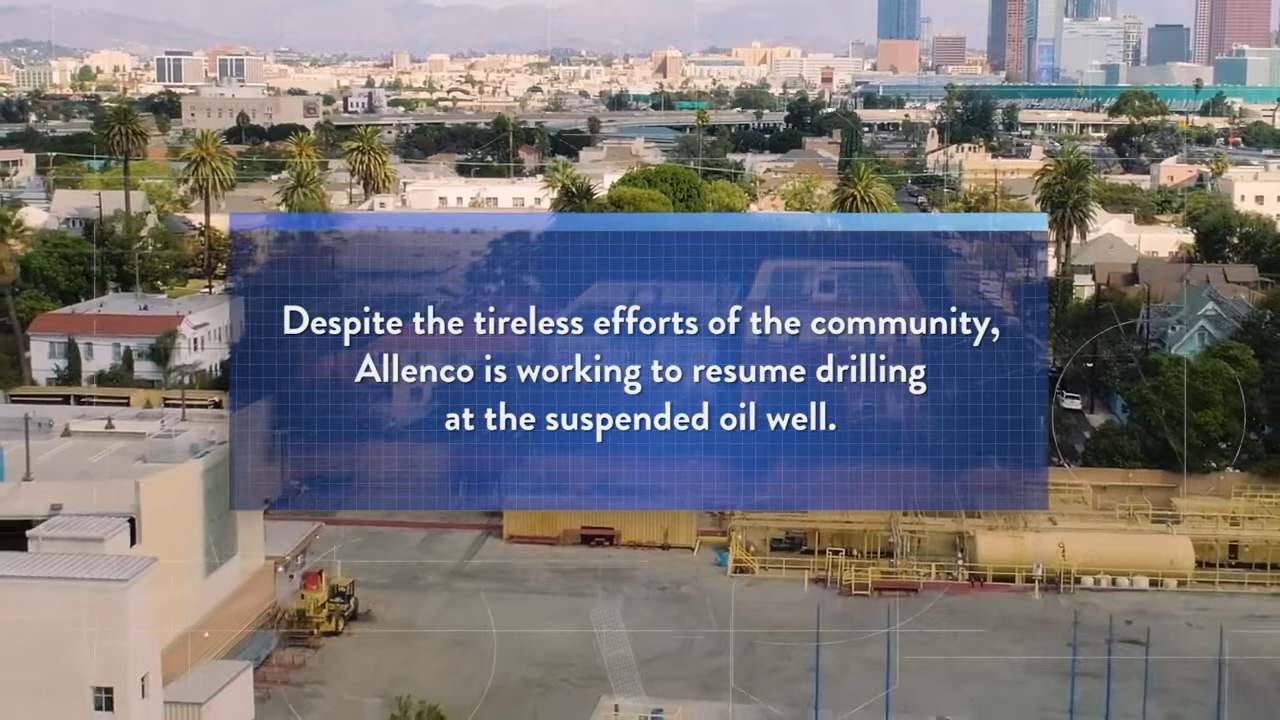 Despite the tireless efforts of the community,
Allenco is working to resume drilling
at the suspended oil well.